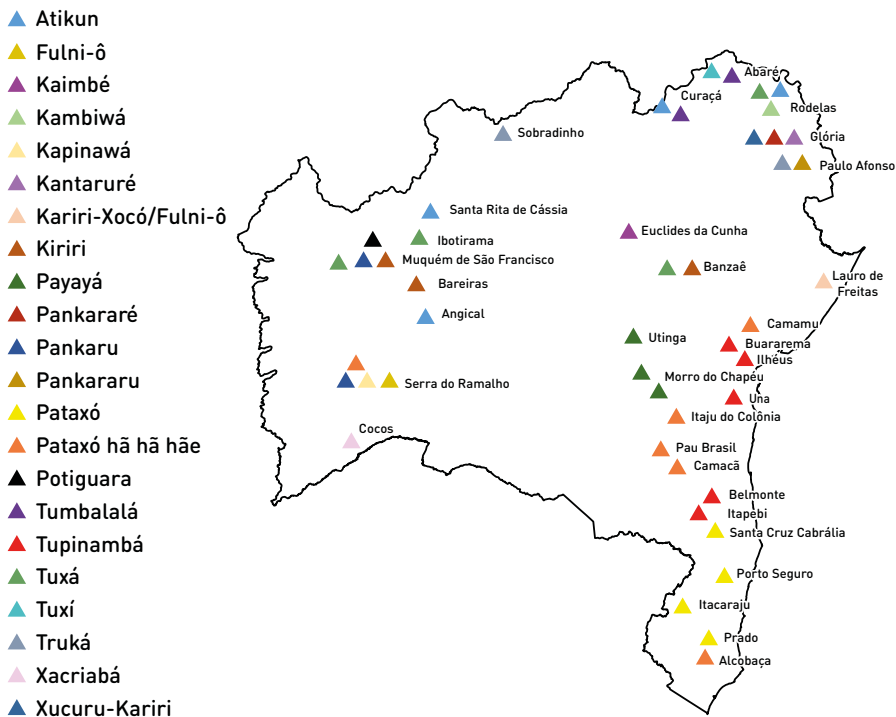 Atikun
Fulni-ô
Kaimbé
Kambiwá
Kapinawá
Kantaruré
Kariri-Xocó/Fulni-ô
Kiriri
Payayá
Pankararé
Pankaru
Pankararu
Pataxó
Pataxó hã hã hãe
Potiguara
Tumbalalá
Tupinambá
Tuxá
Tuxí
Truká
Xacriabá
Xucuru-Kariri
Abaré
Curaçá
Rodelas
Sobradinho
Glória
Paulo Afonso
Santa Rita de Cássia
Euclides da Cunha
Ibotirama
Muquém de São Francisco
Banzaê
Bareiras
Lauro de
Freitas
Angical
Camamu
Utinga
Buararema
Ilhéus
Morro do Chapéu
Serra do Ramalho
Una
Itaju do Colônia
Cocos
Pau Brasil
Camacã
Belmonte
Itapebi
Santa Cruz Cabrália
Porto Seguro
Itacaraju
Prado
Alcobaça